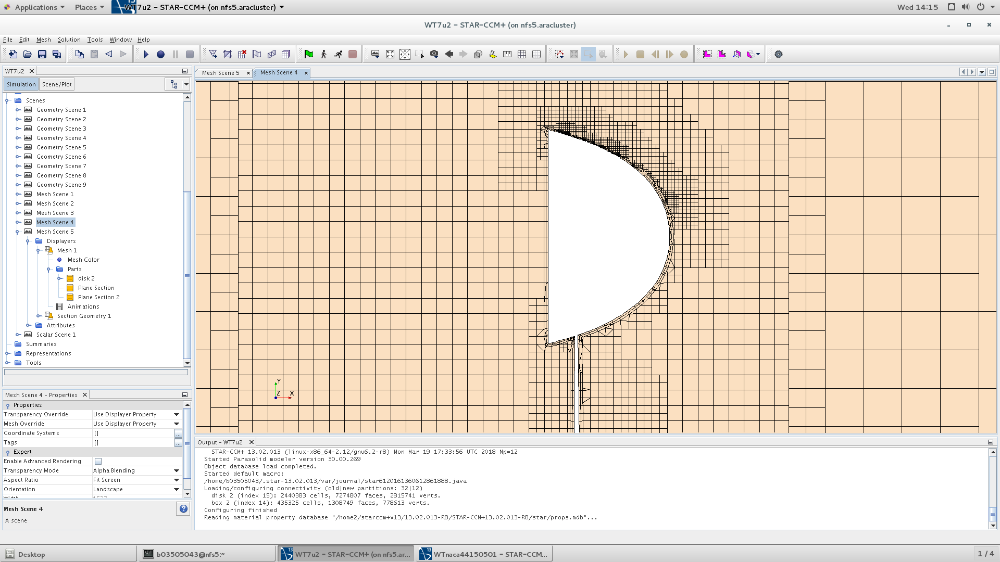 Applications Places WT7u2 - STAR-CCM+ (on nfs5.aracluster) Wed 14:15
WT7u2 - STAR-CCM+ (on nfs5.aracluster)
File Edit Mesh Solution Tools Window Help
WT7u2
Simulation Scene/Plot
Scenes
Geometry Scene 1
Geometry Scene 2
Geometry Scene 3
Geometry Scene 4
Geometry Scene 5
Geometry Scene 6
Geometry Scene 7
Geometry Scene 8
Geometry Scene 9
Mesh Scene 1
Mesh Scene 2
Mesh Scene 3
Mesh Scene 4
Mesh Scene 5
Displayers
Mesh 1
Mesh Color
Parts
disk 2
Plane Section
Plane Section 2
Animations
Section Geometry 1
Attributes
Scalar Scene 1
Summaries
Representations
Tools
Mesh Scene 4 - Properties
Properties
Transparency Override Use Displayer Property
Mesh Override Use Displayer Property
Coordinate Systems []
Tags []
Expert
Enable Advanced Rendering
Transparency Mode Alpha Blending
Aspect Ratio Fit Screen
Orientation Landscape
Mesh Scene 4
A scene
Mesh Scene 5 Mesh Scene 4
Y
Z X
Output - WT7u2
STAR-CCM+ 13.02.013 (linux-x86_64-2.12/gnu6.2-r8) Mon Mar 19 17:33:56 UTC 2018 Np=12
Started Parasolid modeler version 30.00.269
Object database load completed.
Started default macro:
/home/b03505043/.star-13.02.013/var/journal/star6120161360612861888.java
Loading/configuring connectivity (old|new partitions: 32|12)
disk 2 (index 15): 2440383 cells, 7274807 faces, 2815741 verts.
box 2 (index 14): 435325 cells, 1308749 faces, 778613 verts.
Configuring finished
Reading material property database "/home2/starccm+v13/13.02.013-R8/STAR-CCM+13.02.013-R8/star/props.mdb"...
Desktop b03505043@nfs5:~ 13 WT7u2 - STAR-CCM+ (on nfs5.ar... 13 WTnaca44150501 - STAR-CCM... 1 / 4